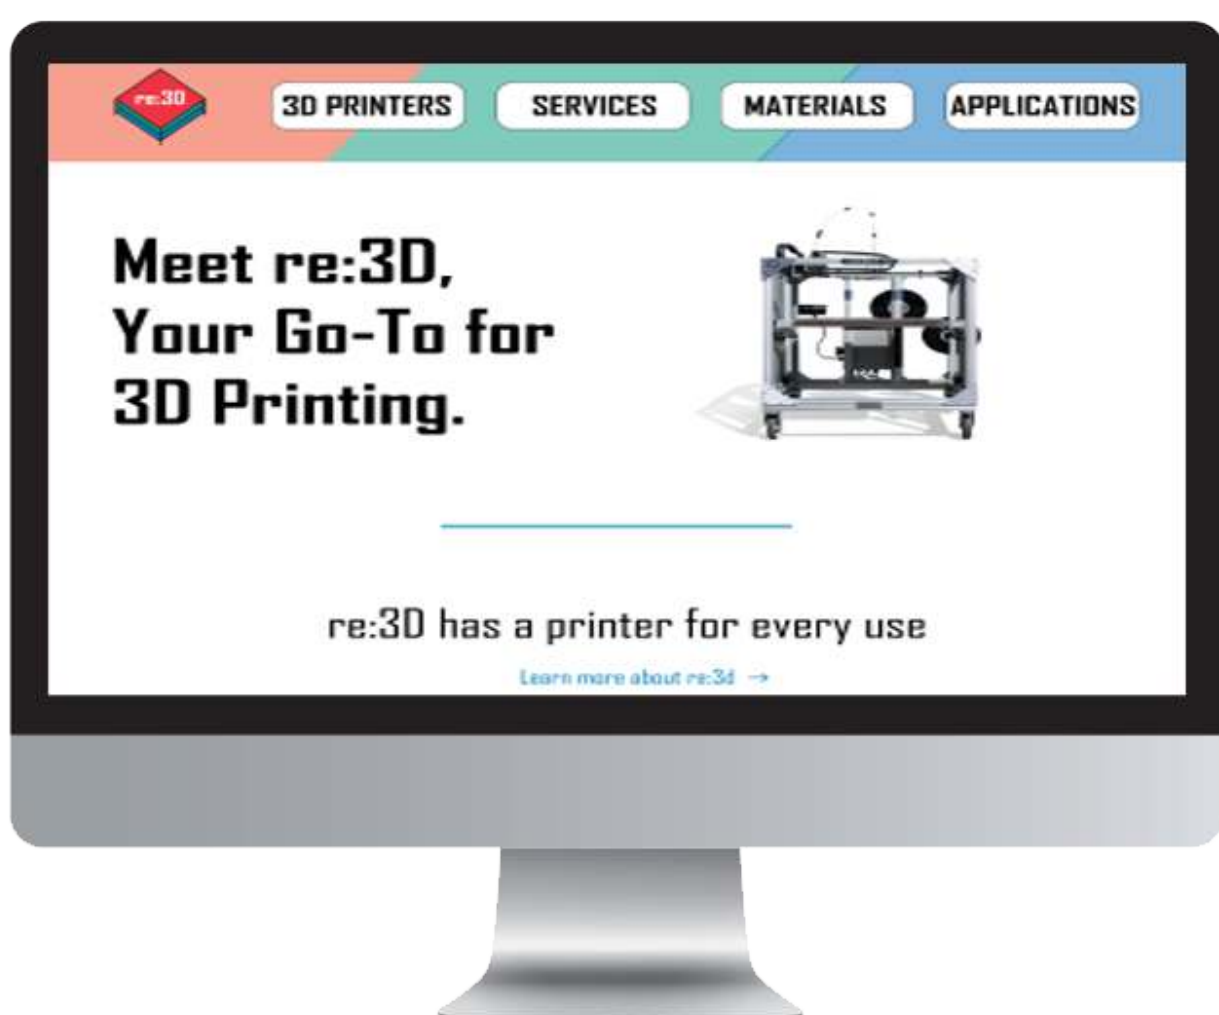 re:3D
3D PRINTERS
SERVICES
MATERIALS
APPLICATIONS
Meet re:3D,
Your Go-To for
3D Printing.
re:3D has a printer for every use
Learn more about re:3d →